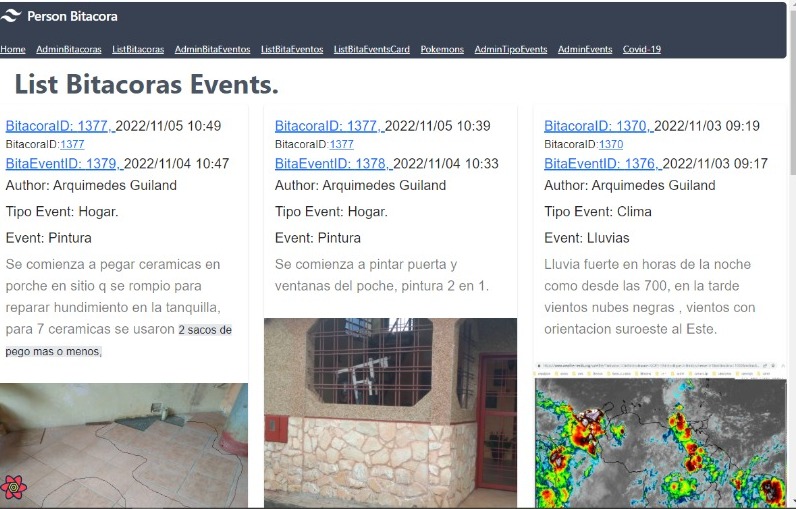 Person Bitacora
Home AdminBitacoras ListBitacoras AdminBitaEventos ListBitaEventos ListBitaEventsCard Pokemons AdminTipoEvents AdminEvents Covid-19
List Bitacoras Events.
BitacoraID: 1377, 2022/11/05 10:49
BitacoraID:1377
BitaEventID: 1379, 2022/11/04 10:47
Author: Arquimedes Guiland
Tipo Event: Hogar.
Event: Pintura
Se comienza a pegar ceramicas en
porche en sitio q se rompio para
reparar hundimiento en la tanquilla,
para 7 ceramicas se usaron 2 sacos de
pego mas o menos,
BitacoraID: 1377, 2022/11/05 10:39
BitacoraID:1377
BitaEventID: 1378, 2022/11/04 10:33
Author: Arquimedes Guiland
Tipo Event: Hogar.
Event: Pintura
Se comienza a pintar puerta y
ventanas del poche, pintura 2 en 1.
BitacoraID: 1370, 2022/11/03 09:19
BitacoraID:1370
BitaEventID: 1376, 2022/11/03 09:17
Author: Arquimedes Guiland
Tipo Event: Clima
Event: Lluvias
Lluvia fuerte en horas de la noche
como desde las 700, en la tarde
vientos nubes negras , vientos con
orientacion suroeste al Este.